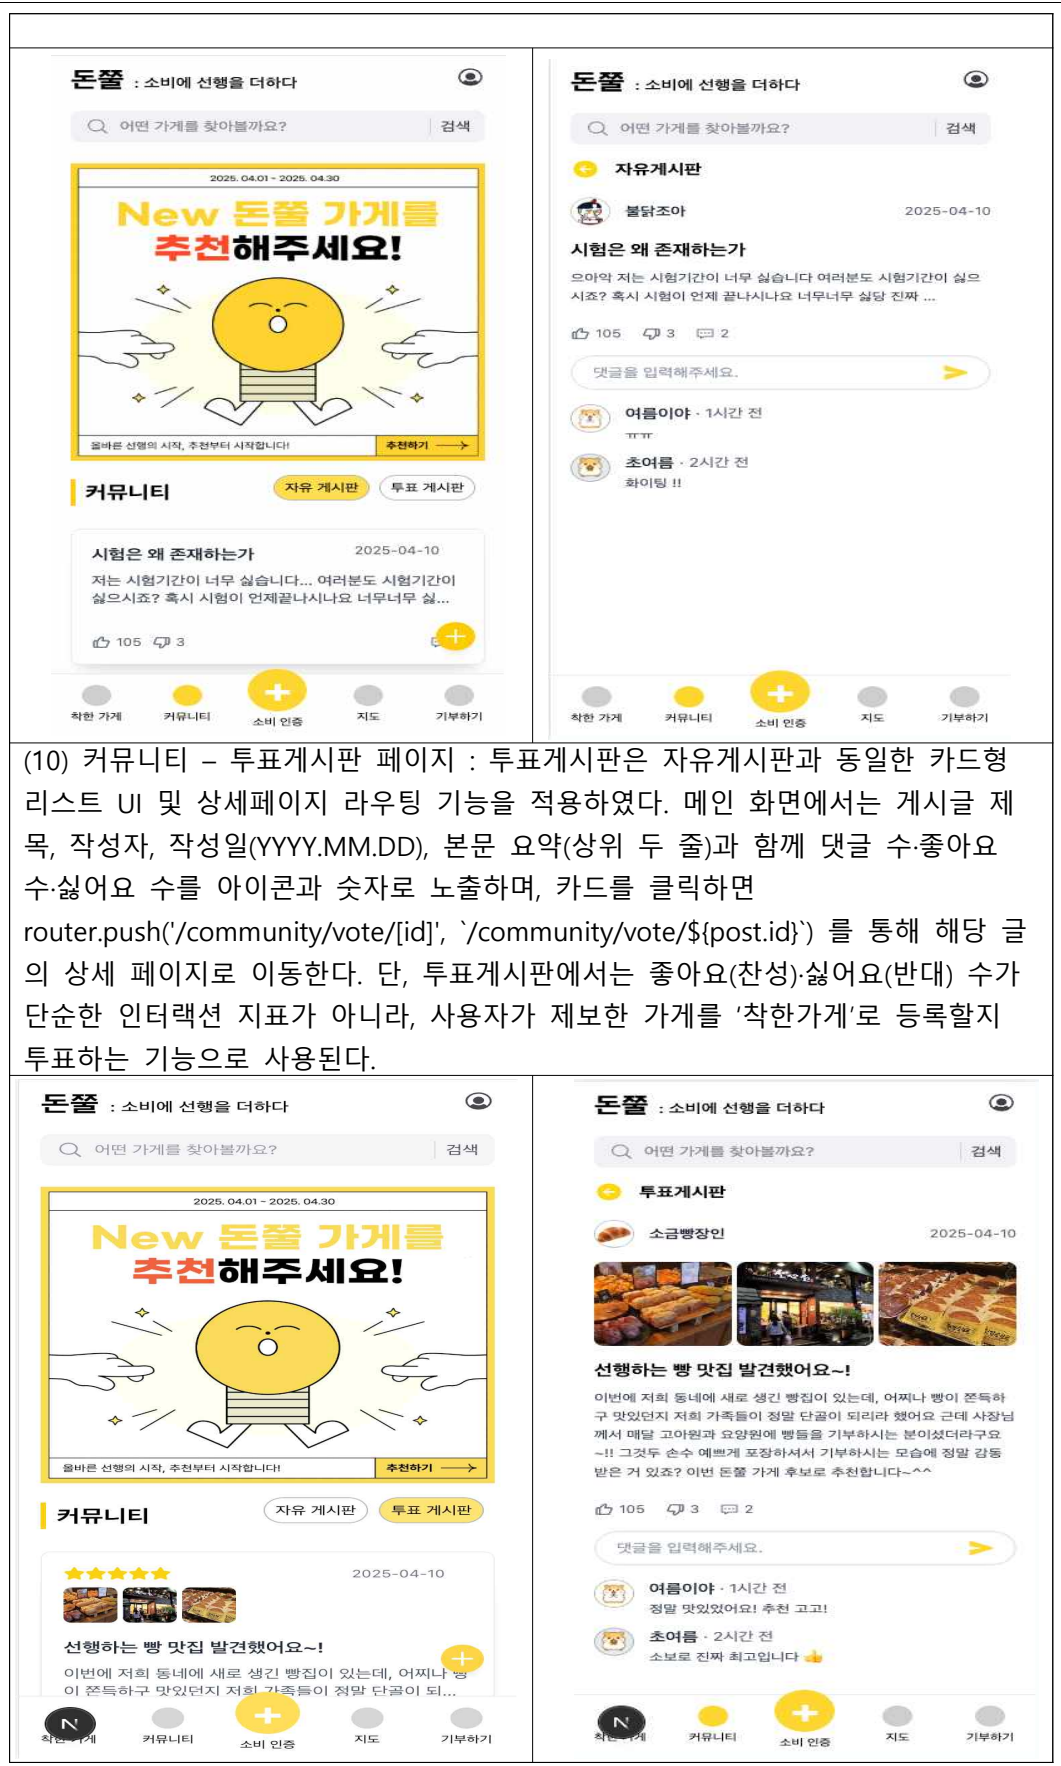 돈쭐 : 소비에 선행을 더하다
어떤 가게를 찾아볼까요? 검색
2025. 04.01 - 2025. 04.30
New 돈쭐 가게를
추천해주세요!
올바른 선행의 시작, 추천부터 시작합니다! 추천하기
커뮤니티 자유 게시판 투표 게시판
시험은 왜 존재하는가 2025-04-10
저는 시험기간이 너무 싫습니다... 여러분도 시험기간이
싫으시죠? 혹시 시험이 언제끝나시나요 너무너무 싫...
105 3
착한 가게 커뮤니티 소비 인증 지도 기부하기
돈쭐 : 소비에 선행을 더하다
어떤 가게를 찾아볼까요? 검색
자유게시판
불닭조아 2025-04-10
시험은 왜 존재하는가
으아악 저는 시험기간이 너무 싫습니다 여러분도 시험기간이 싫으
시죠? 혹시 시험이 언제 끝나시나요 너무너무 싫당 진짜 ...
105 3 2
댓글을 입력해주세요.
여름이야 · 1시간 전
ㅠㅠ
초여름 · 2시간 전
화이팅 !!
착한 가게 커뮤니티 소비 인증 지도 기부하기
(10) 커뮤니티 – 투표게시판 페이지 : 투표게시판은 자유게시판과 동일한 카드형
리스트 UI 및 상세페이지 라우팅 기능을 적용하였다. 메인 화면에서는 게시글 제
목, 작성자, 작성일(YYYY.MM.DD), 본문 요약(상위 두 줄)과 함께 댓글 수·좋아요
수·싫어요 수를 아이콘과 숫자로 노출하며, 카드를 클릭하면
router.push('/community/vote/[id]', `/community/vote/${post.id}`) 를 통해 해당 글
의 상세 페이지로 이동한다. 단, 투표게시판에서는 좋아요(찬성)·싫어요(반대) 수가
단순한 인터랙션 지표가 아니라, 사용자가 제보한 가게를 ‘착한가게’로 등록할지
투표하는 기능으로 사용된다.
돈쭐 : 소비에 선행을 더하다
어떤 가게를 찾아볼까요? 검색
2025. 04.01 - 2025. 04.30
New 돈쭐 가게를
추천해주세요!
올바른 선행의 시작, 추천부터 시작합니다! 추천하기
커뮤니티 자유 게시판 투표 게시판
2025-04-10
선행하는 빵 맛집 발견했어요~!
이번에 저희 동네에 새로 생긴 빵집이 있는데, 어찌나 빵
이 쫀득하구 맛있던지 저희 가족들이 정말 단골이 되...
N
착한 가게 커뮤니티 소비 인증 지도 기부하기
돈쭐 : 소비에 선행을 더하다
어떤 가게를 찾아볼까요? 검색
투표게시판
소금빵장인 2025-04-10
선행하는 빵 맛집 발견했어요~!
이번에 저희 동네에 새로 생긴 빵집이 있는데, 어찌나 빵이 쫀득하
구 맛있던지 저희 가족들이 정말 단골이 되리라 했어요 근데 사장님
께서 매달 고아원과 요양원에 빵들을 기부하시는 분이셨더라구요
~!! 그것두 손수 예쁘게 포장하셔서 기부하시는 모습에 정말 감동
받은 거 있죠? 이번 돈쭐 가게 후보로 추천합니다~^^
105 3 2
댓글을 입력해주세요.
여름이야 · 1시간 전
정말 맛있었어요! 추천 고고!
초여름 · 2시간 전
소보로 진짜 최고입니다 👍
N
착한 가게 커뮤니티 소비 인증 지도 기부하기